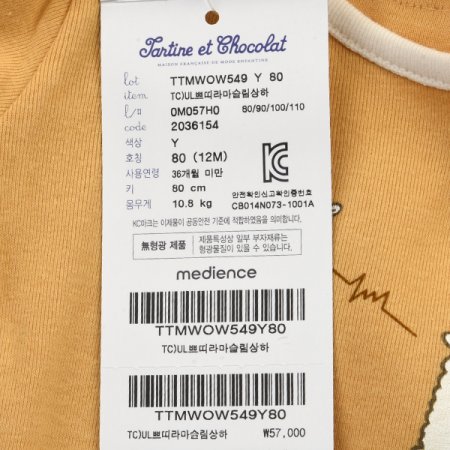 Tartine et Chocolat
MAISON FRANÇAISE DE MODE ENFANTINE
lot TTMWOW549 Y 80
item TC)UL쁘띠라마슬림상하
l/# 0M057H0 80/90/100/110
code 2036154
색상 Y
호칭 80 (12M)
사용연령 36개월 미만
키 80 cm
몸무게 10.8 kg
안전확인신고확인증번호
CB014N073-1001A
KC마크는 이제품이 공통안전 기준에 적합하였음을 의미합니다.
無형광 제품
제품특성상 일부 부자재류는
형광물질이 있을 수 있습니다.
medience
TTMWOW549Y80
TC)UL쁘띠라마슬림상하
TTMWOW549Y80
TC)UL쁘띠라마슬림상하 ₩57,000